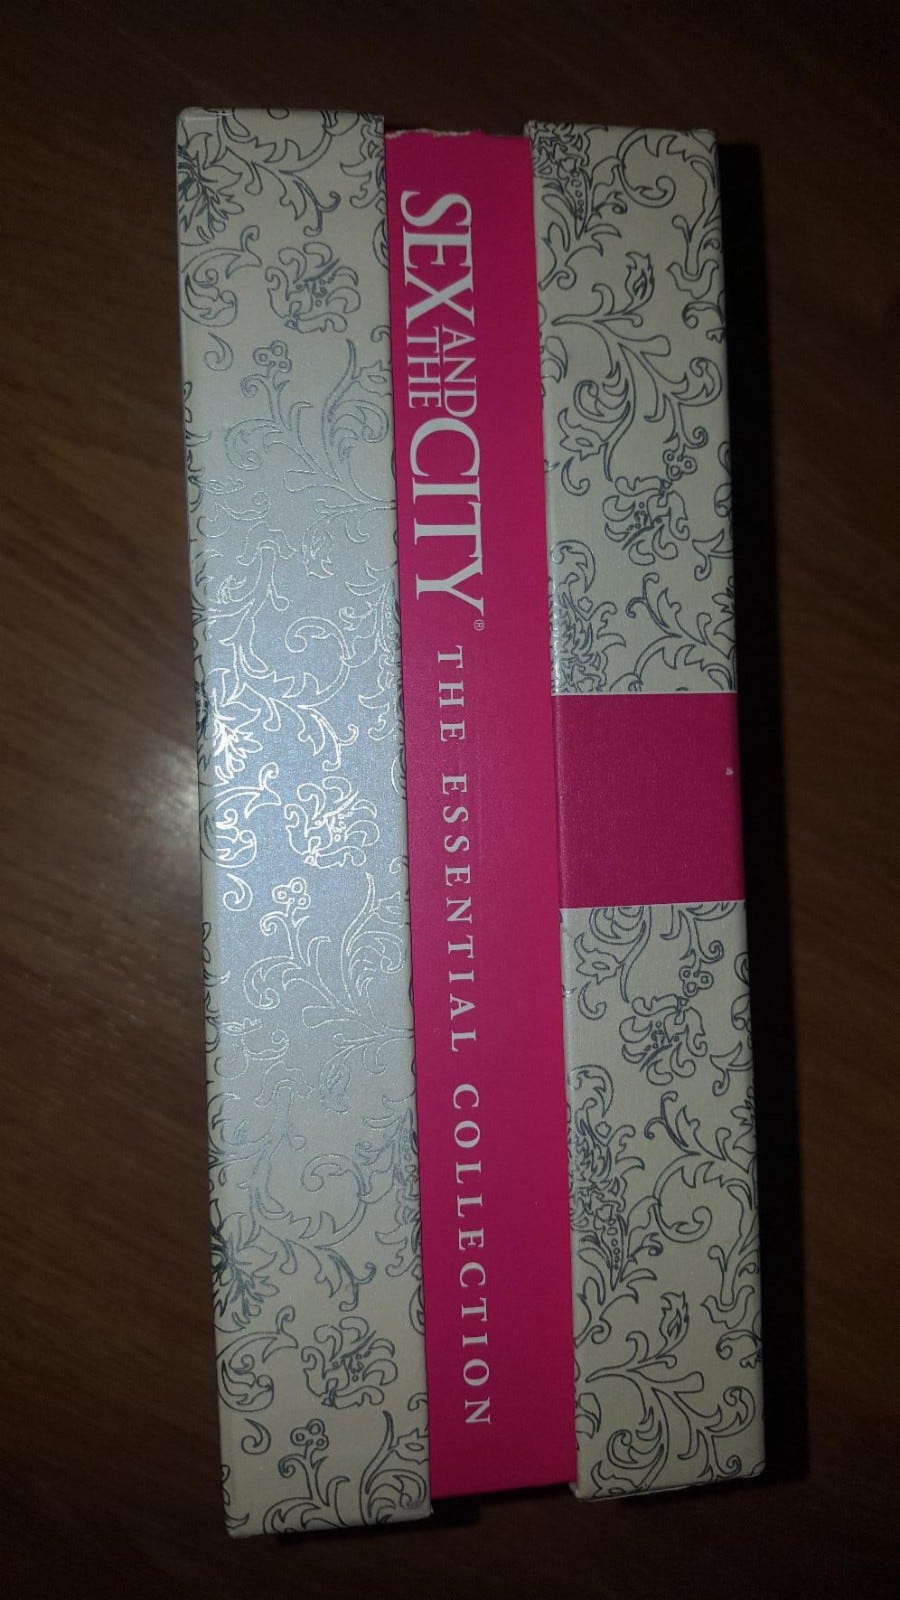 SEX AND THE CITY® THE ESSENTIAL COLLECTION